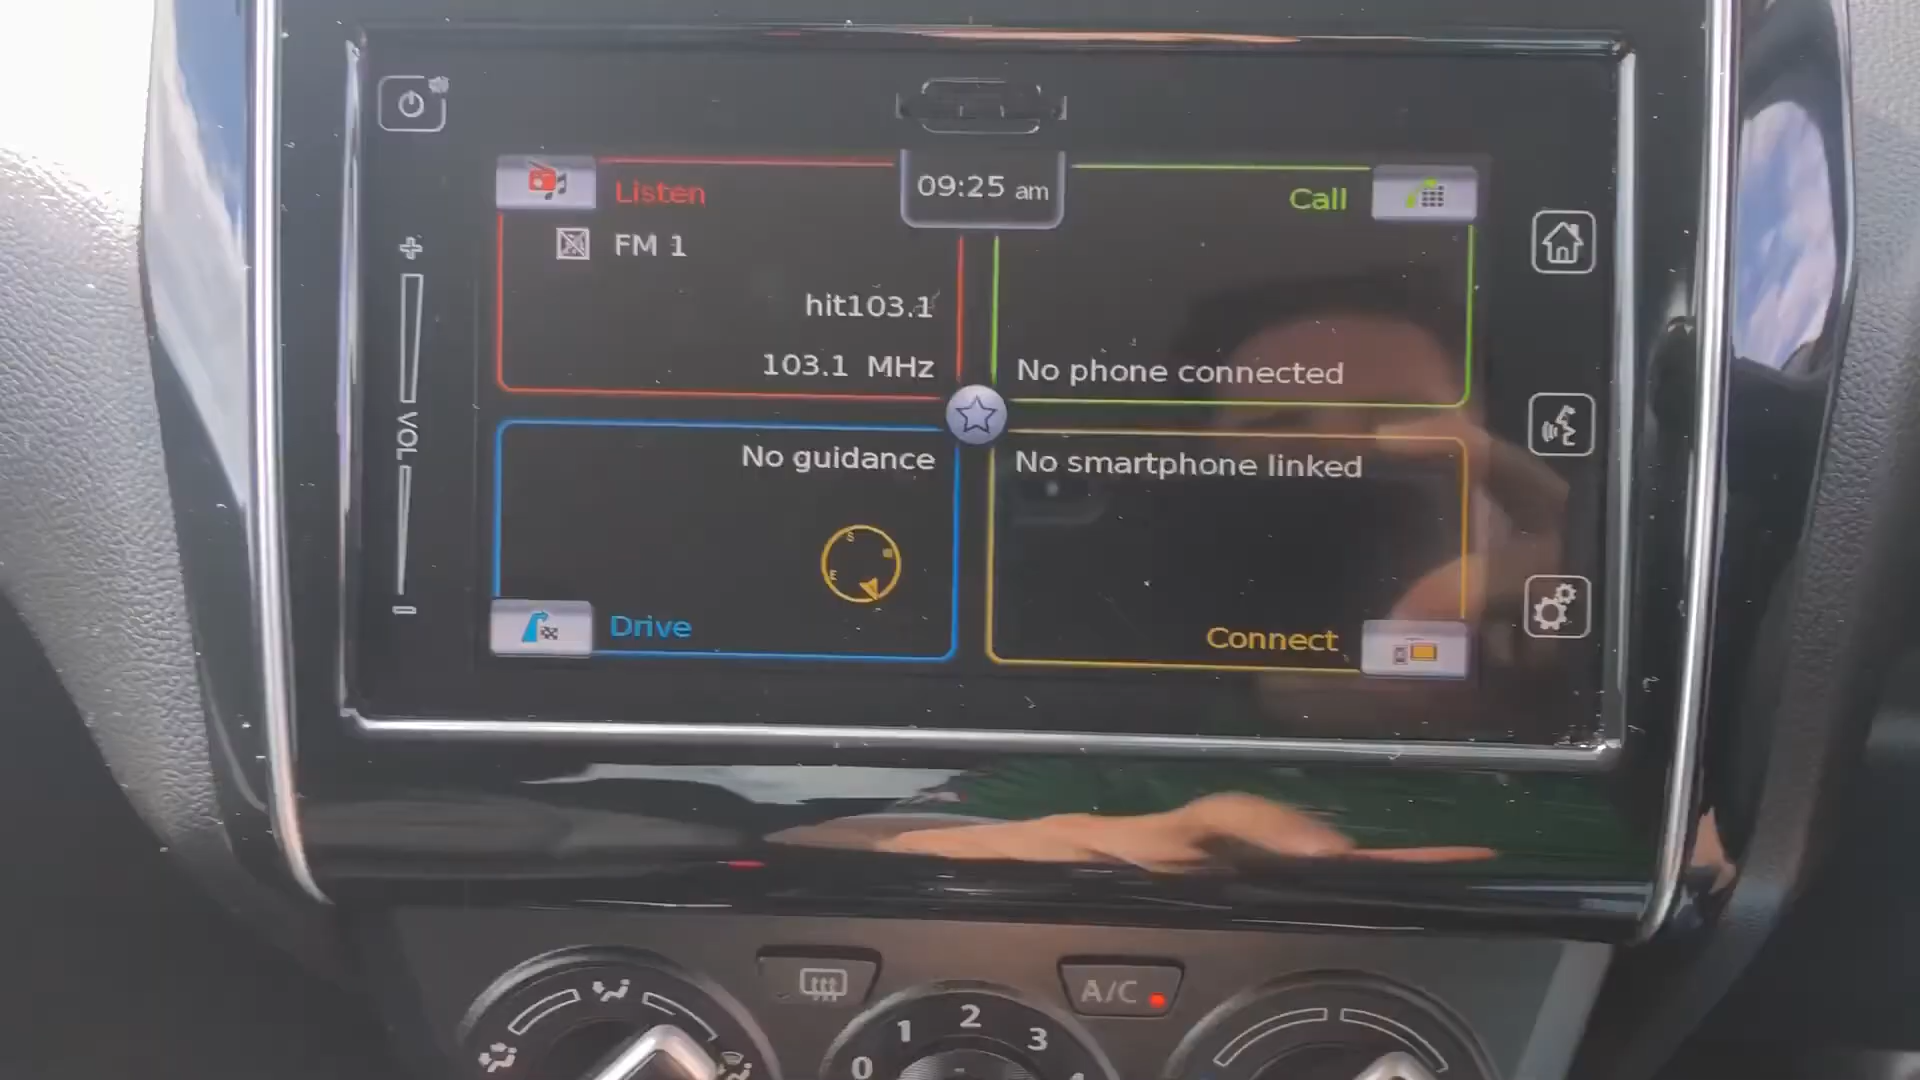 09:25 am
Listen
FM 1
hit103.1
103.1 MHz
Call
No phone connected
No guidance
S
W
E
Drive
No smartphone linked
Connect
VOL
A/C
0
1
2
3